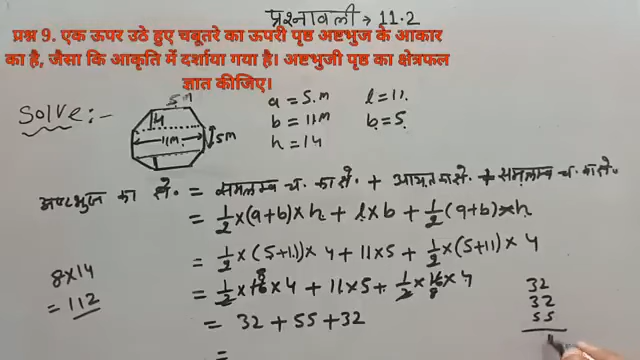 प्रश्नावली → 11.2
प्रश्न 9. एक ऊपर उठे हुए चबूतरे का ऊपरी पृष्ठ अष्टभुज के आकार
का है, जैसा कि आकृति में दर्शाया गया है। अष्टभुजी पृष्ठ का क्षेत्रफल
ज्ञात कीजिए।
Solve:-
5 m
4
11m
5m
a = 5.m l = 11.
b = 11m b = 5.
h = 14
अष्टभुज का क्षे. = समलम्ब च. का क्षे. + आयत का क्षे. + समलम्ब च. का क्षे.
= 1/2 × (a+b) × h + l × b + 1/2 (a+b) × h
= 1/2 × (5+11) × 4 + 11 × 5 + 1/2 × (5+11) × 4
8×14
= 112
= 1/2 × 16 8 × 4 + 11 × 5 + 1/2 × 16 8 × 4
= 32 + 55 + 32
=
32
32
55